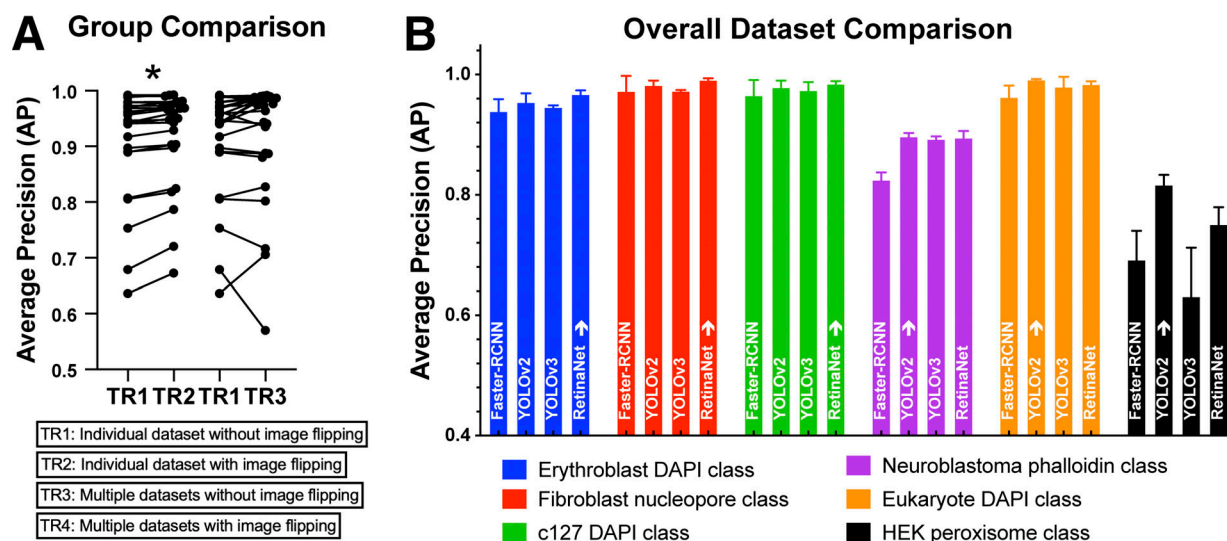 A Group Comparison
*
Average Precision (AP)
1.0
0.9
0.8
0.7
0.6
0.5
TR1 TR2 TR1 TR3
TR1: Individual dataset without image flipping
TR2: Individual dataset with image flipping
TR3: Multiple datasets without image flipping
TR4: Multiple datasets with image flipping
B Overall Dataset Comparison
Average Precision (AP)
1.0
0.8
0.6
0.4
Faster-RCNN
YOLOv2
YOLOv3
RetinaNet ➔
Faster-RCNN
YOLOv2
YOLOv3
RetinaNet ➔
Faster-RCNN
YOLOv2
YOLOv3
RetinaNet ➔
Faster-RCNN
YOLOv2 ➔
YOLOv3
RetinaNet
Faster-RCNN
YOLOv2 ➔
YOLOv3
RetinaNet
Faster-RCNN
YOLOv2 ➔
YOLOv3
RetinaNet
Erythroblast DAPI class
Fibroblast nucleopore class
c127 DAPI class
Neuroblastoma phalloidin class
Eukaryote DAPI class
HEK peroxisome class